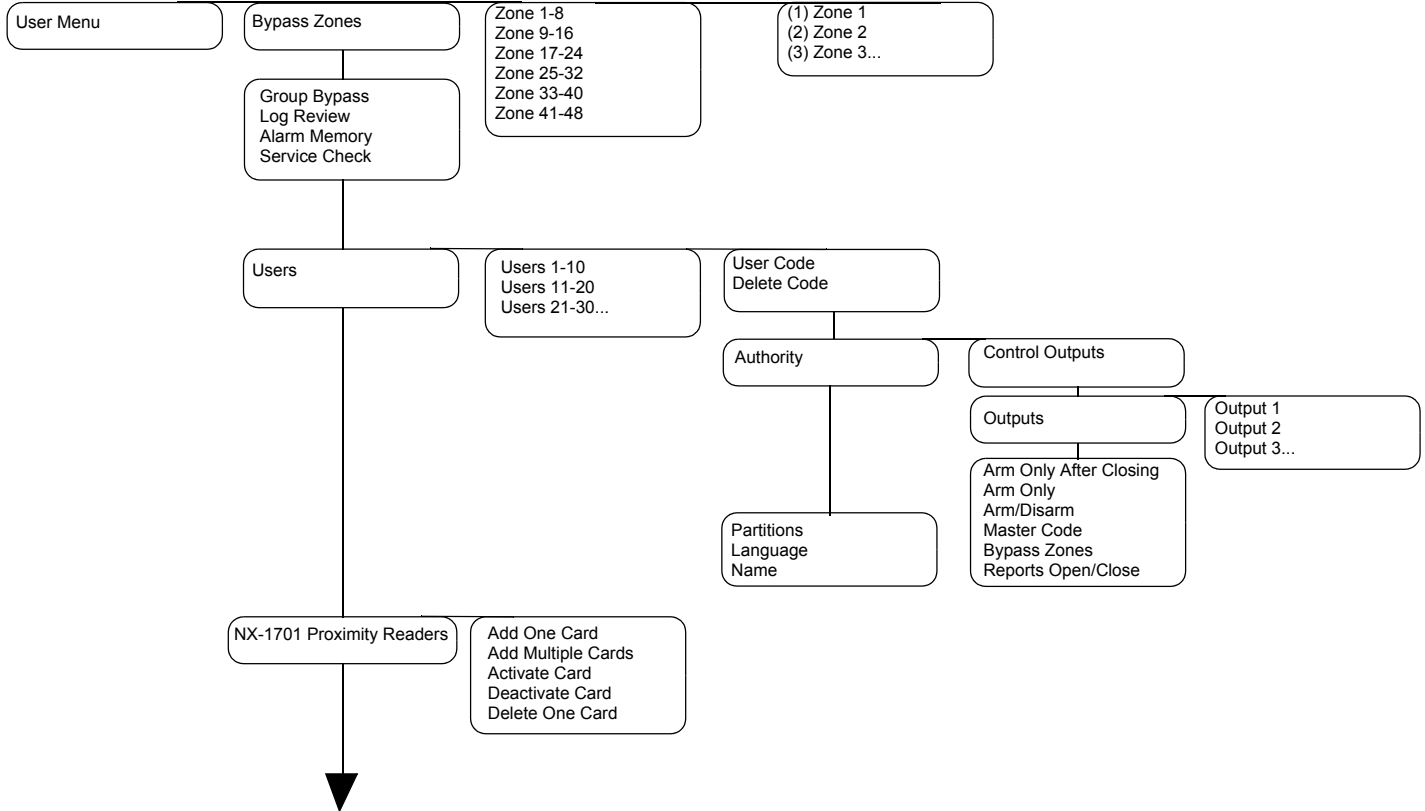 User Menu
Bypass Zones
Zone 1-8
Zone 9-16
Zone 17-24
Zone 25-32
Zone 33-40
Zone 41-48
(1) Zone 1
(2) Zone 2
(3) Zone 3...
Group Bypass
Log Review
Alarm Memory
Service Check
Users
Users 1-10
Users 11-20
Users 21-30...
User Code
Delete Code
Authority
Control Outputs
Outputs
Output 1
Output 2
Output 3...
Arm Only After Closing
Arm Only
Arm/Disarm
Master Code
Bypass Zones
Reports Open/Close
Partitions
Language
Name
NX-1701 Proximity Readers
Add One Card
Add Multiple Cards
Activate Card
Deactivate Card
Delete One Card